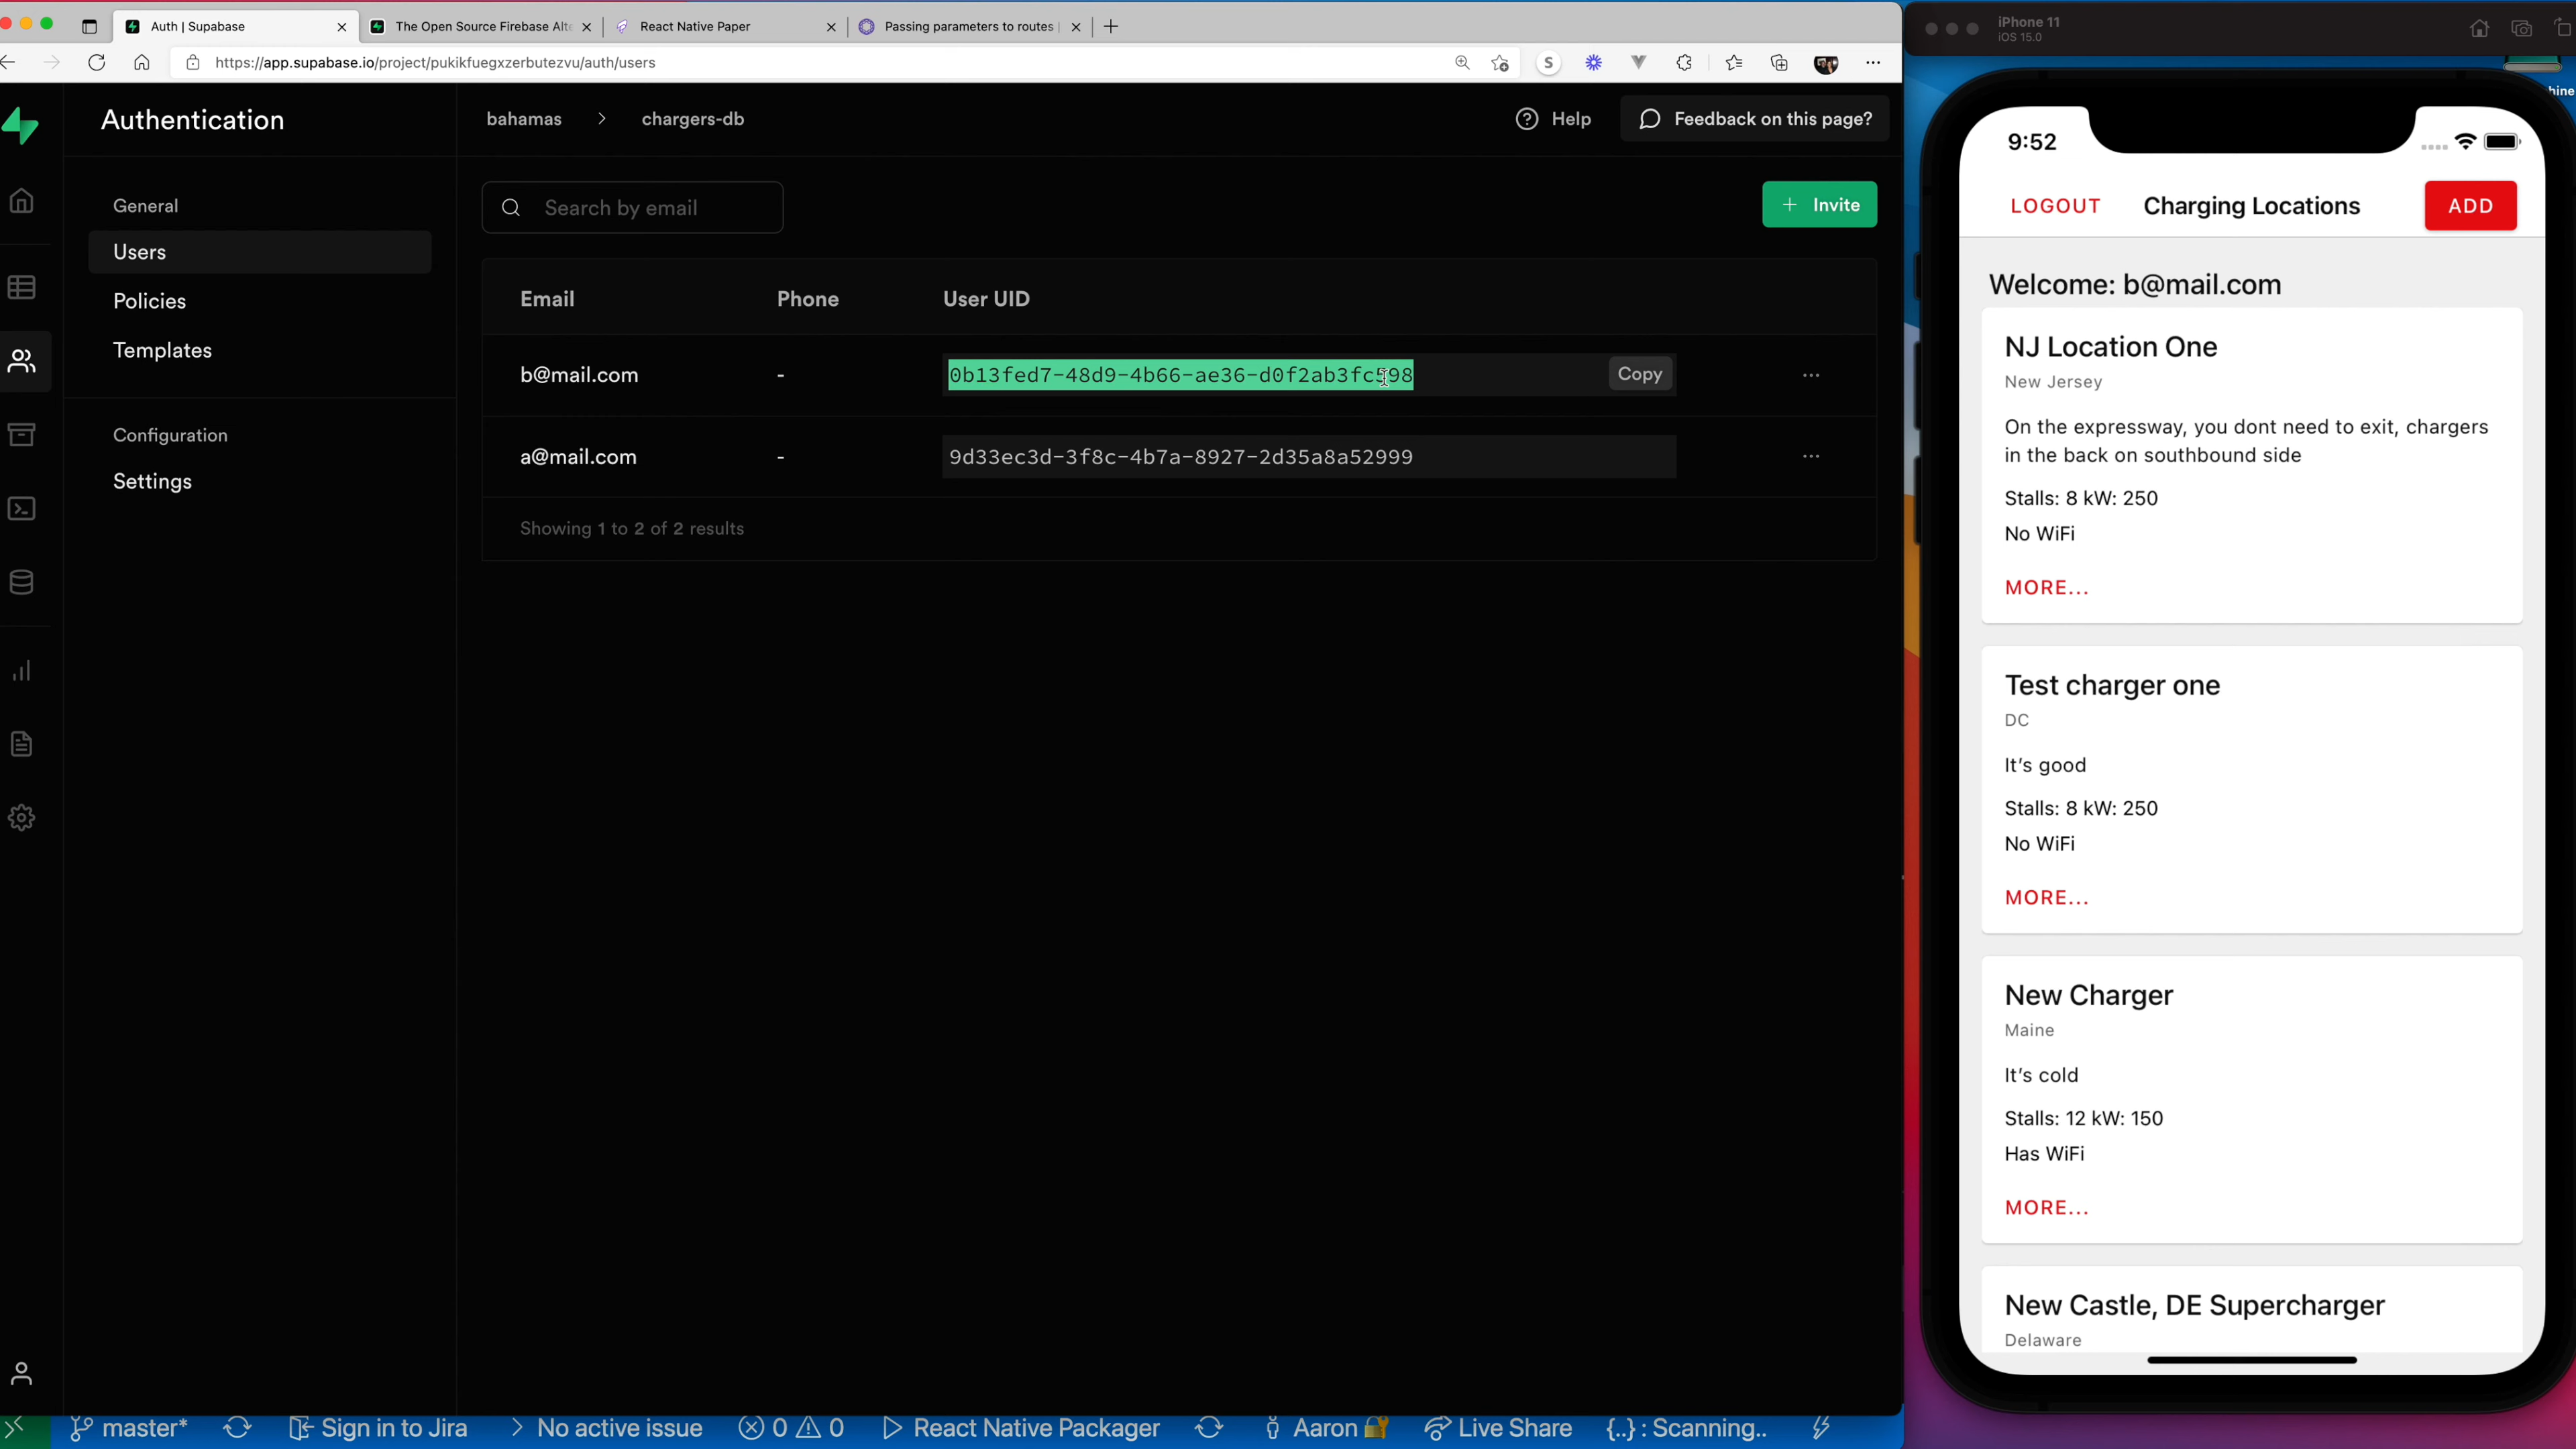 Auth | Supabase
The Open Source Firebase Alte
React Native Paper
Passing parameters to routes |
https://app.supabase.io/project/pukikfuegxzerbutezvu/auth/users
S
Authentication
bahamas > chargers-db
Help
Feedback on this page?
General
Users
Policies
Templates
Configuration
Settings
Search by email
+ Invite
Email Phone User UID
b@mail.com - 0b13fed7-48d9-4b66-ae36-d0f2ab3fc598 Copy ...
a@mail.com - 9d33ec3d-3f8c-4b7a-8927-2d35a8a52999 ...
Showing 1 to 2 of 2 results
master*
Sign in to Jira
No active issue
0
0
React Native Packager
Aaron
Live Share
{..} : Scanning..
iPhone 11
iOS 15.0
hine
9:52
LOGOUT
Charging Locations
ADD
Welcome: b@mail.com
NJ Location One
New Jersey
On the expressway, you dont need to exit, chargers
in the back on southbound side
Stalls: 8 kW: 250
No WiFi
MORE...
Test charger one
DC
It's good
Stalls: 8 kW: 250
No WiFi
MORE...
New Charger
Maine
It's cold
Stalls: 12 kW: 150
Has WiFi
MORE...
New Castle, DE Supercharger
Delaware